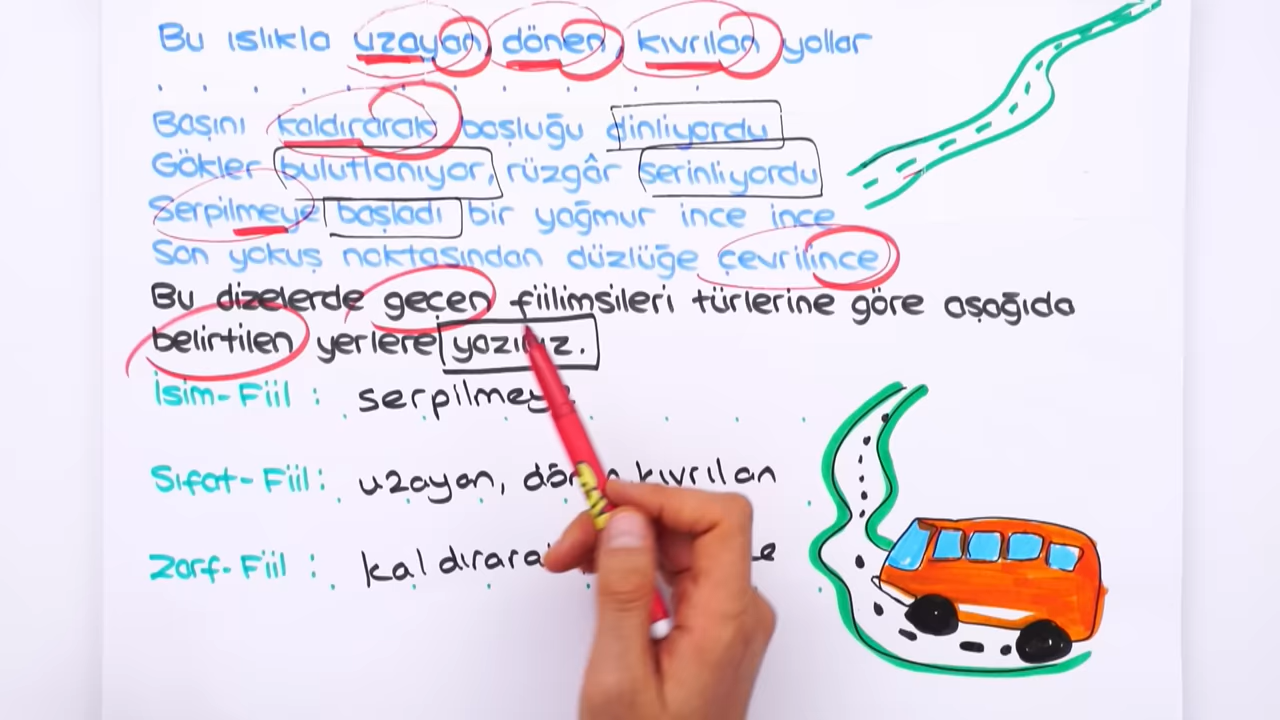 Bu ıslıkla uzayan, dönen, kıvrılan yollar
Başını kaldırarak boşluğu dinliyordu
Gökler bulutlanıyor, rüzgâr serinliyordu
Serpilmeye başladı bir yağmur ince ince
Son yokuş noktasından düzlüğe çevrilince
Bu dizelerde geçen fiilimsileri türlerine göre aşağıda
belirtilen yerlere yazınız.
İsim-Fiil : serpilmeye
Sıfat-Fiil : uzayan, dönen, kıvrılan
Zarf-Fiil :